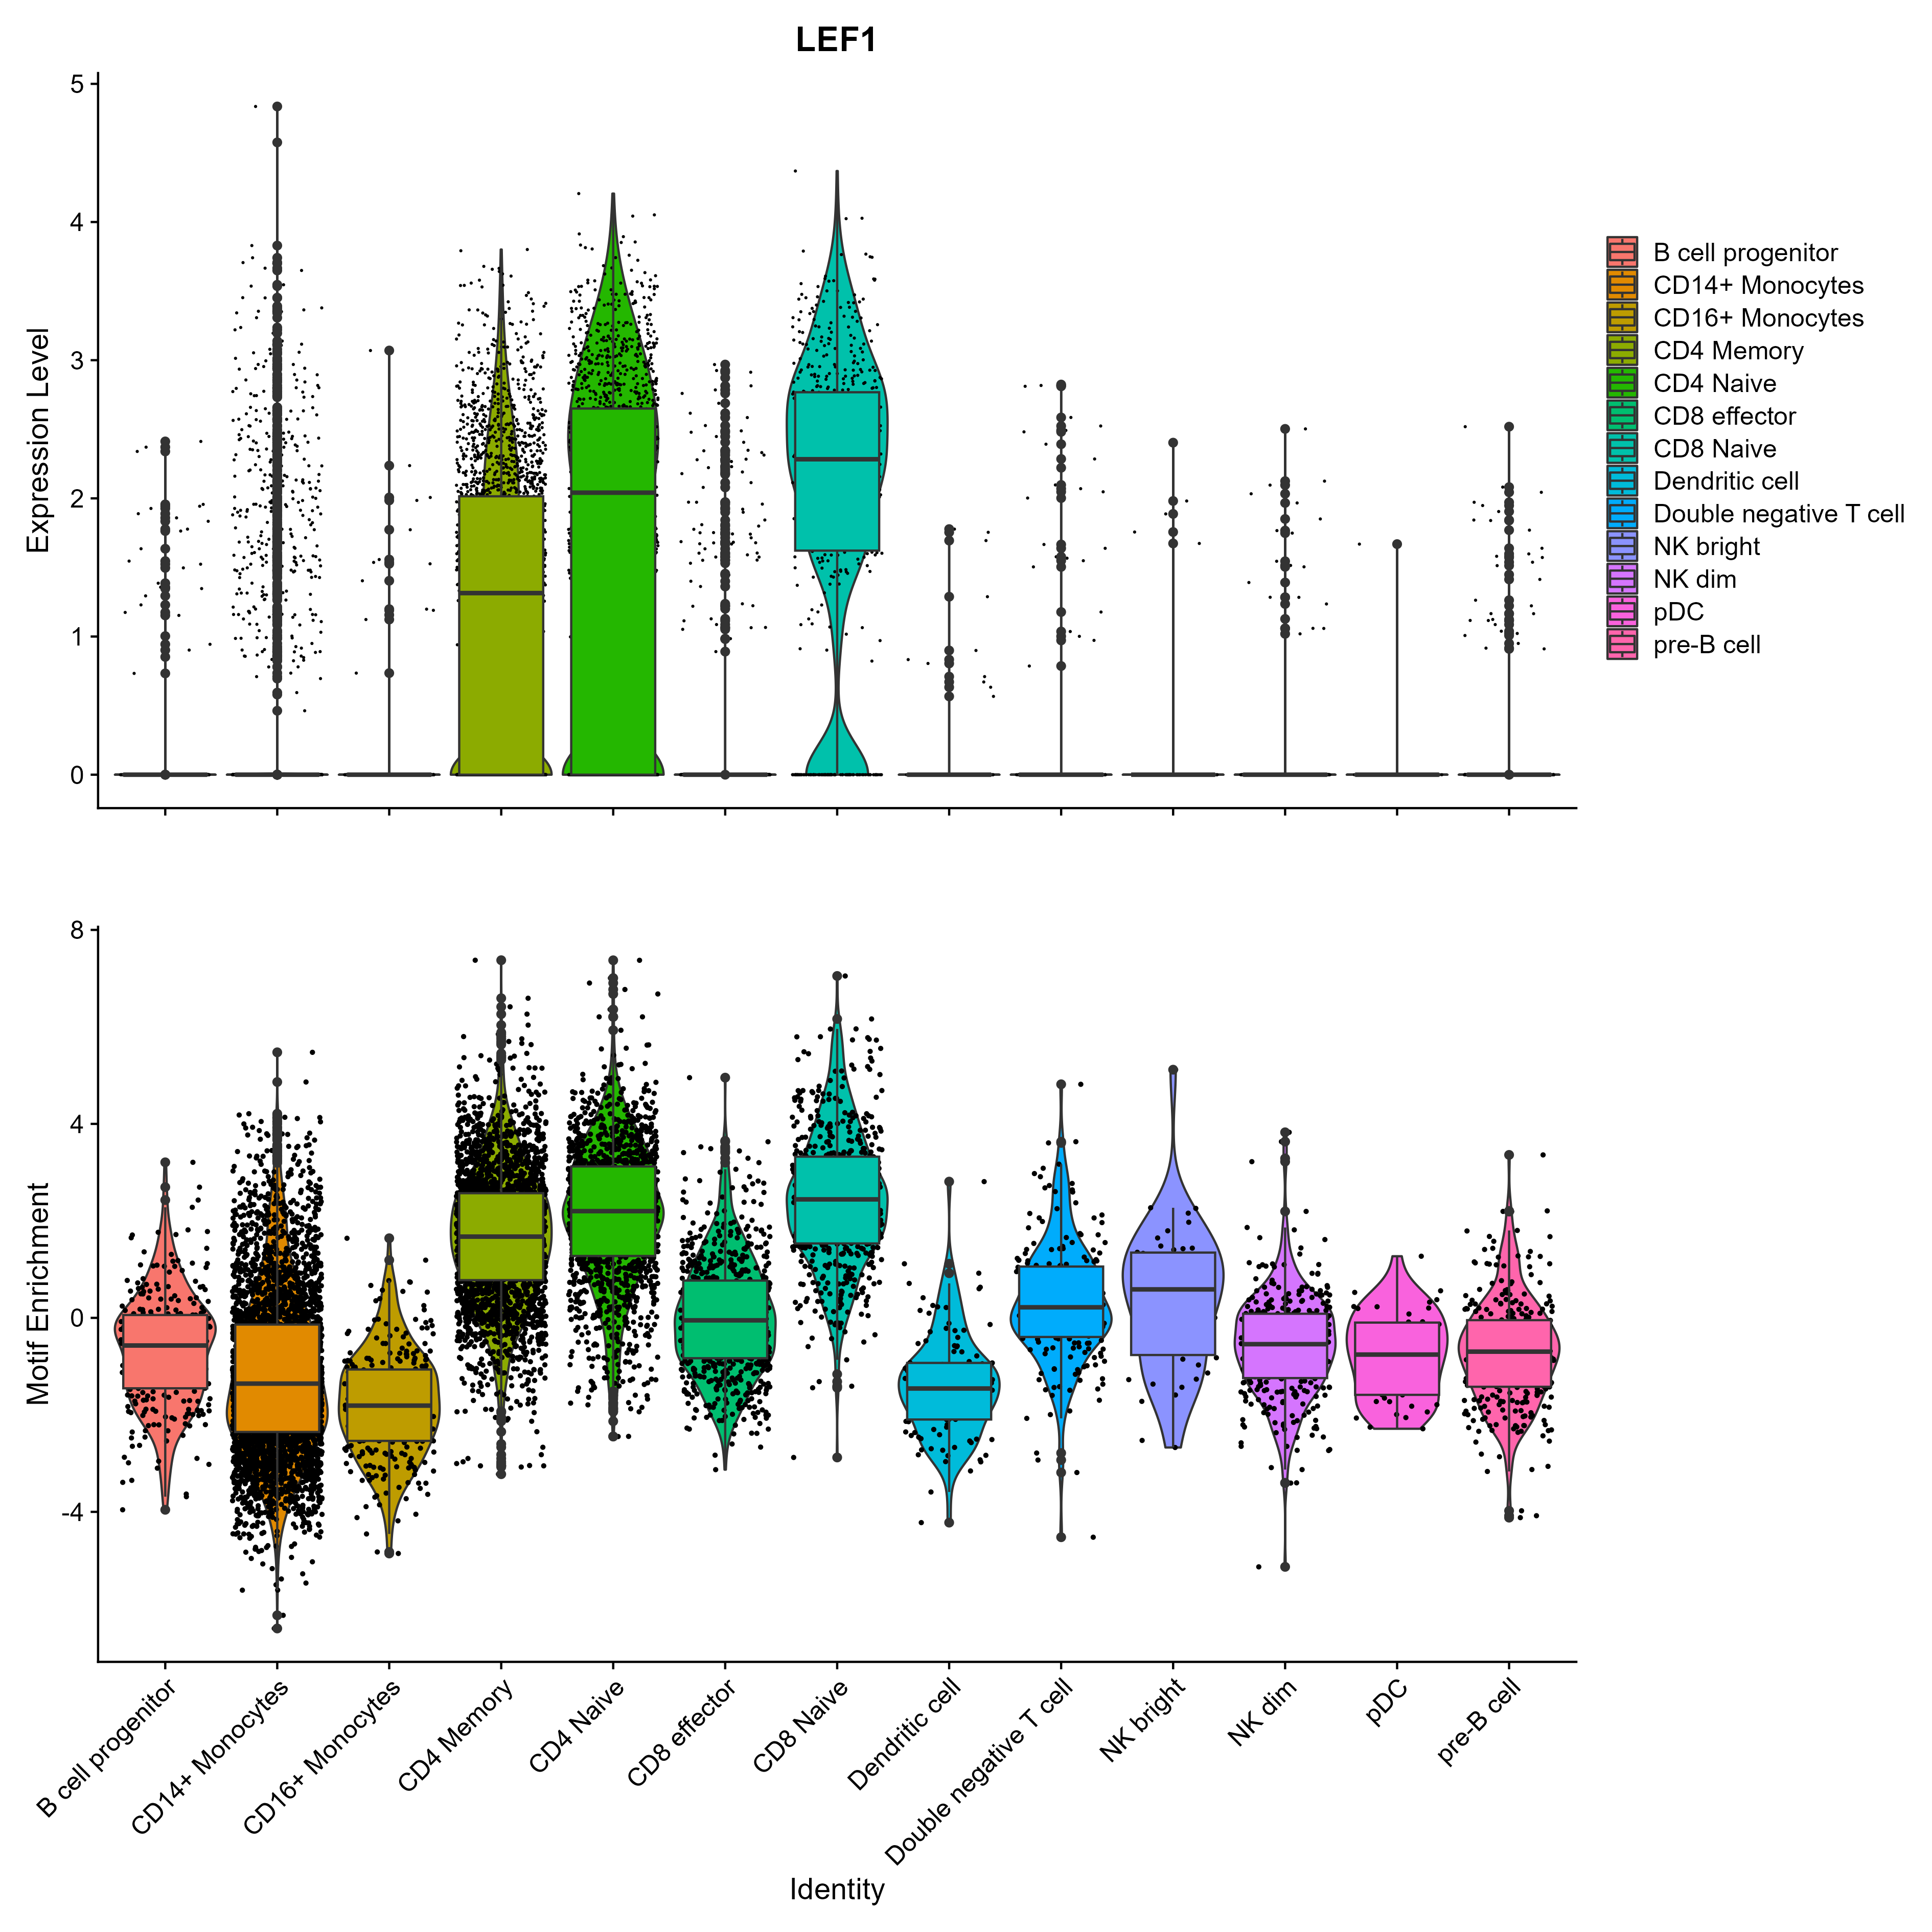 LEF1
Expression Level
5
4
3
2
1
0
B cell progenitor
CD14+ Monocytes
CD16+ Monocytes
CD4 Memory
CD4 Naive
CD8 effector
CD8 Naive
Dendritic cell
Double negative T cell
NK bright
NK dim
pDC
pre-B cell
Motif Enrichment
8
4
0
-4
B cell progenitor
CD14+ Monocytes
CD16+ Monocytes
CD4 Memory
CD4 Naive
CD8 effector
CD8 Naive
Dendritic cell
Double negative T cell
NK bright
NK dim
pDC
pre-B cell
Identity